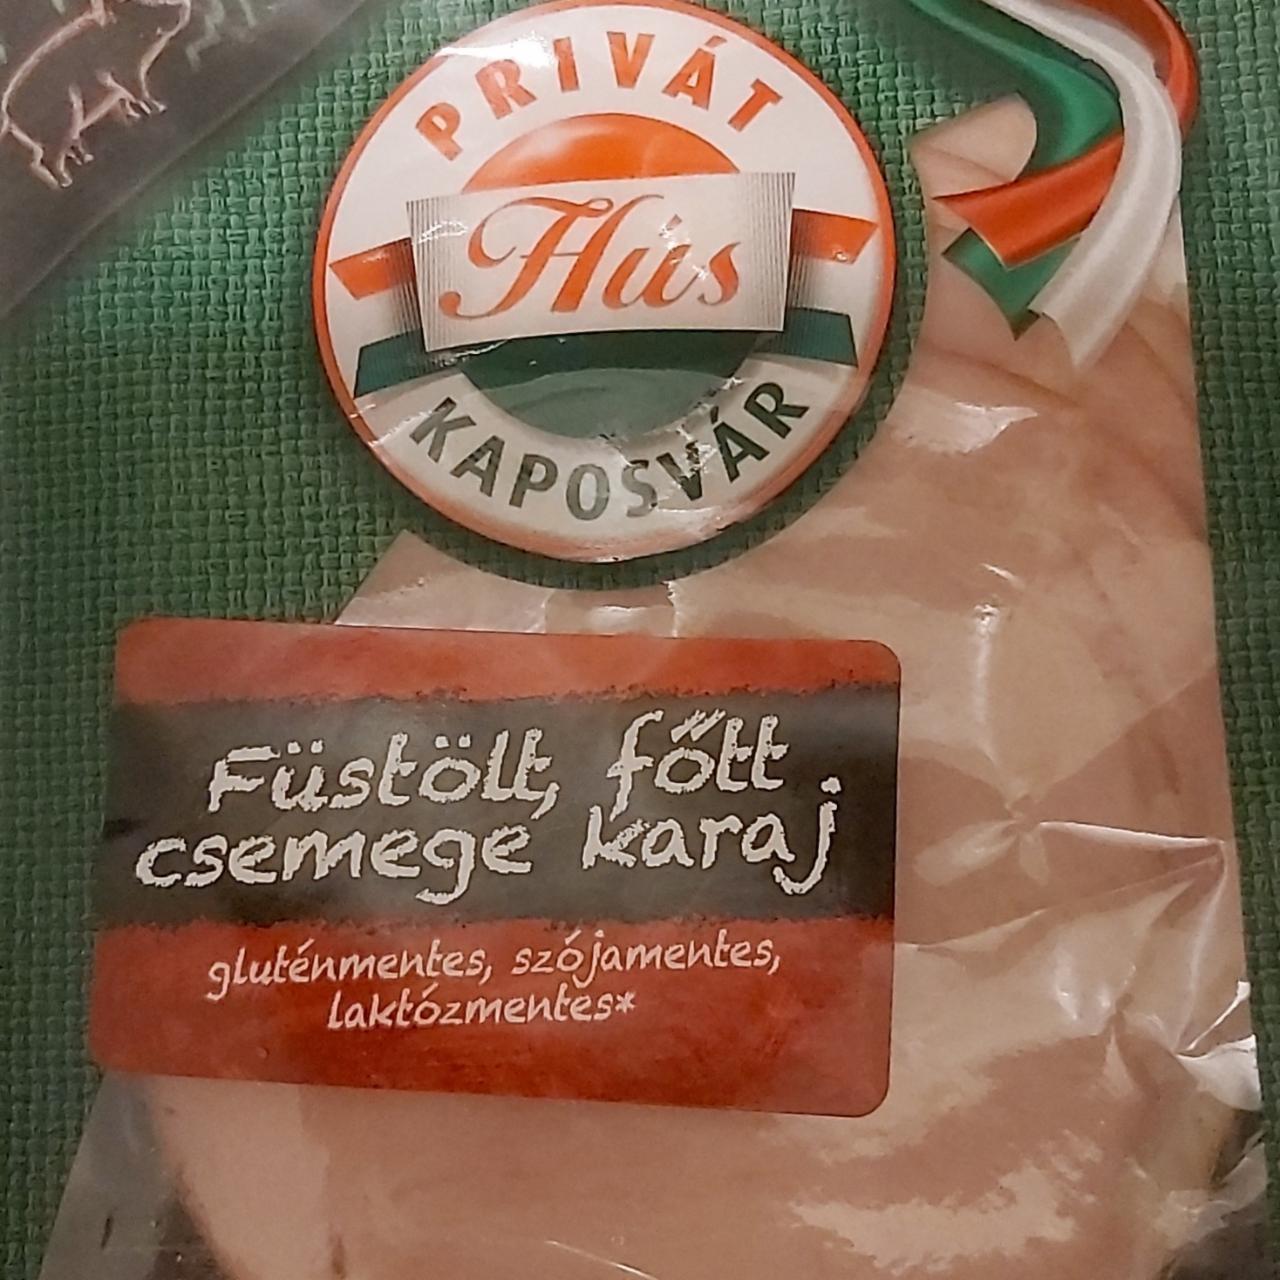 PRIVÁT
Hús
KAPOSVÁR
Füstölt, főtt
csemege karaj
gluténmentes, szójamentes,
laktózmentes*